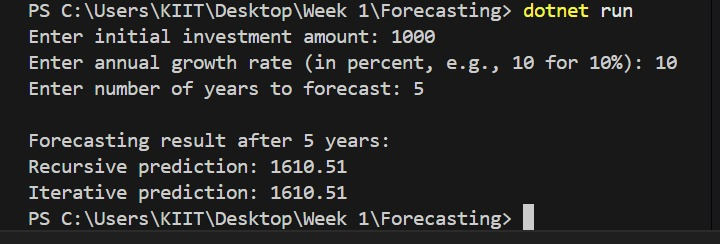 PS C:\Users\KIIT\Desktop\Week 1\Forecasting> dotnet run
Enter initial investment amount: 1000
Enter annual growth rate (in percent, e.g., 10 for 10%): 10
Enter number of years to forecast: 5
Forecasting result after 5 years:
Recursive prediction: 1610.51
Iterative prediction: 1610.51
PS C:\Users\KIIT\Desktop\Week 1\Forecasting>